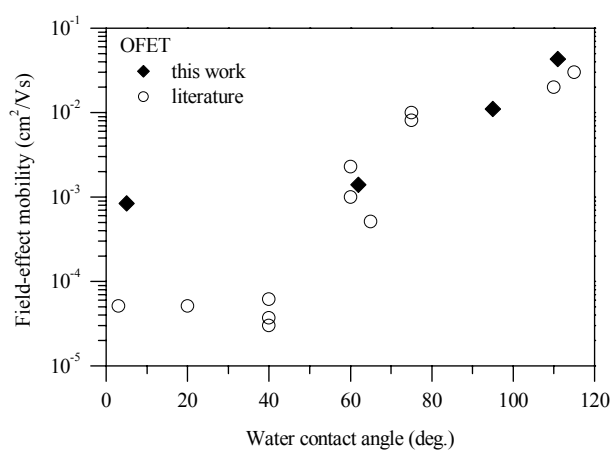 10⁻¹
OFET
this work
literature
10⁻²
10⁻³
10⁻⁴
10⁻⁵
Field-effect mobility (cm²/Vs)
0 20 40 60 80 100 120
Water contact angle (deg.)